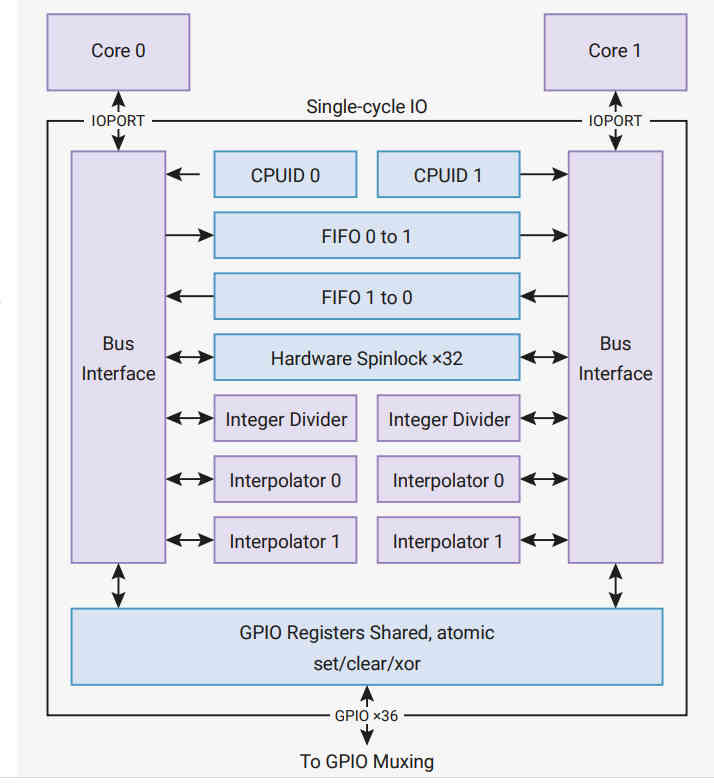 Core 0
Core 1
Single-cycle IO
IOPORT
IOPORT
CPUID 0
CPUID 1
FIFO 0 to 1
FIFO 1 to 0
Bus
Interface
Bus
Interface
Hardware Spinlock ×32
Integer Divider
Integer Divider
Interpolator 0
Interpolator 0
Interpolator 1
Interpolator 1
GPIO Registers Shared, atomic
set/clear/xor
GPIO ×36
To GPIO Muxing